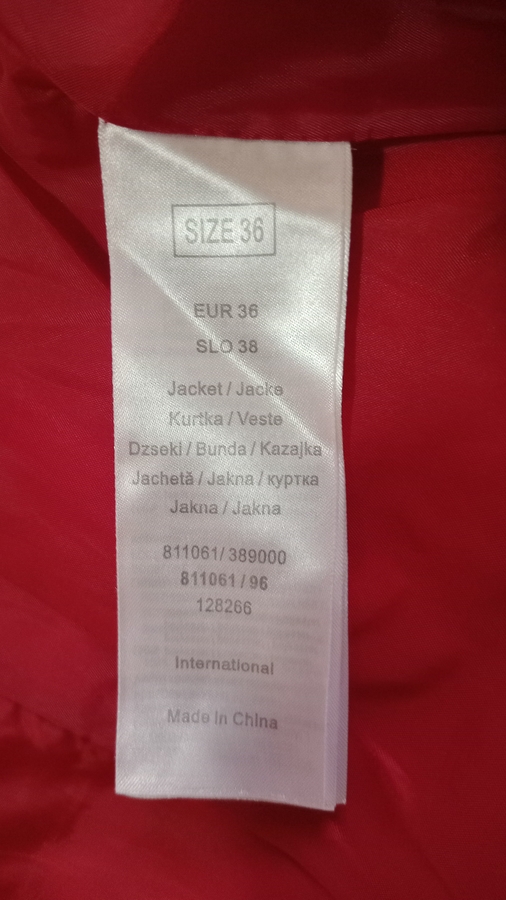 SIZE 36
EUR 36
SLO 38
Jacket / Jacke
Kurtka / Veste
Dzseki / Bunda / Kazajka
Jachetă / Jakna / куртка
Jakna / Jakna
811061/ 389000
811061 / 96
128266
International
Made in China